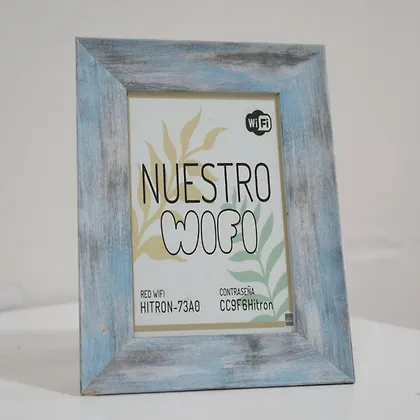 WiFi
NUESTRO
WIFI
RED WIFI
HITRON-73A0
CONTRASEÑA
CC9F6Hitron